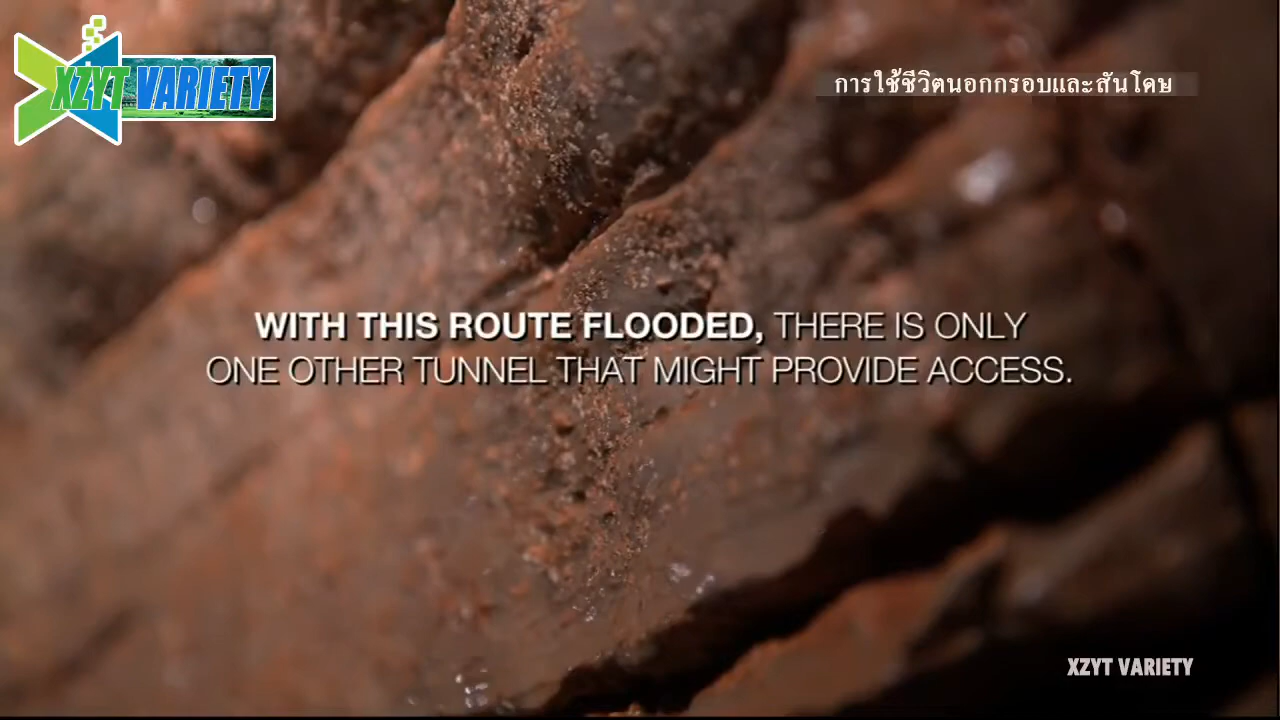 XZYT VARIETY
การใช้ชีวิตนอกกรอบและสันโดษ
WITH THIS ROUTE FLOODED, THERE IS ONLY
ONE OTHER TUNNEL THAT MIGHT PROVIDE ACCESS.
XZYT VARIETY